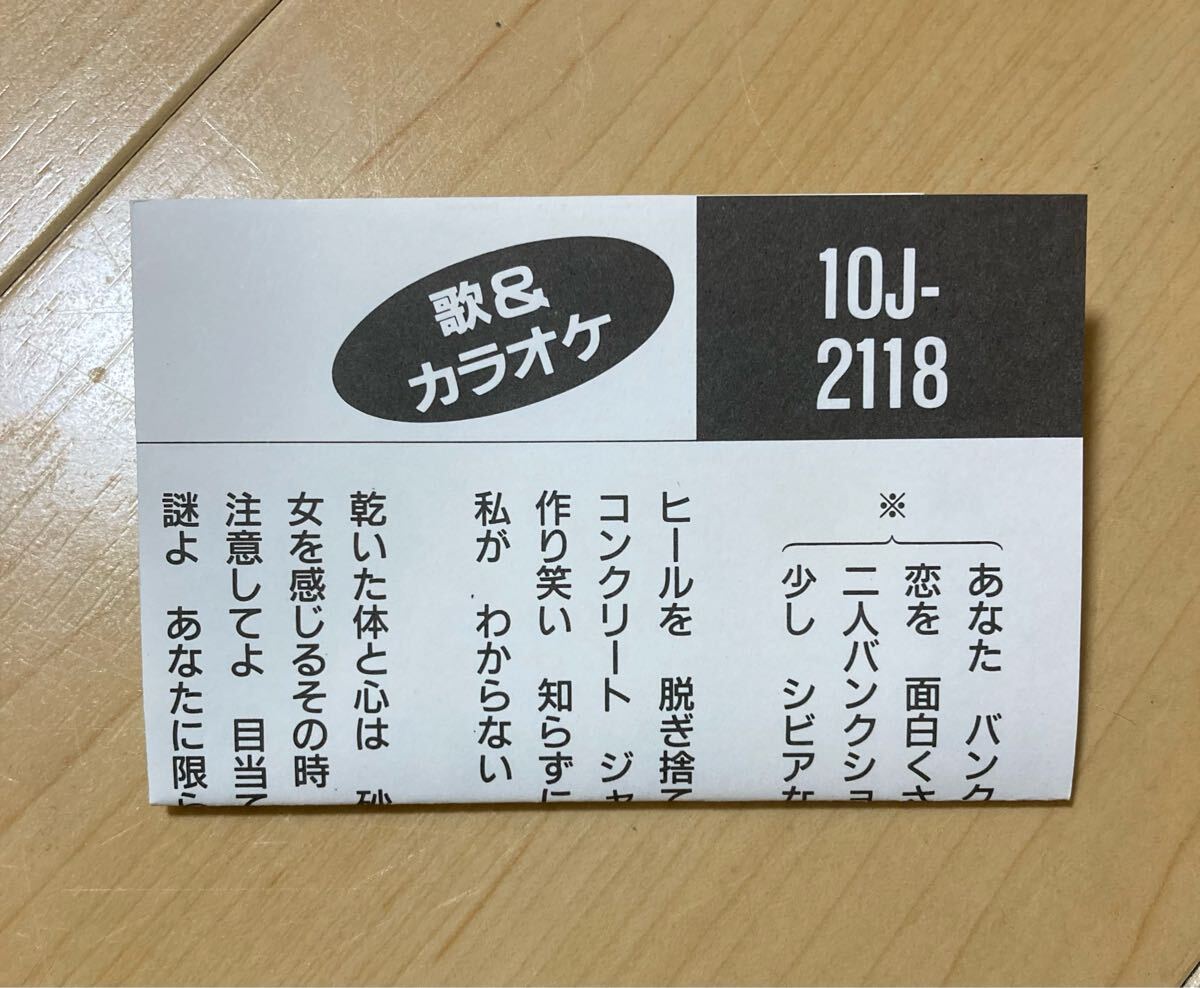 歌&
カラオケ
10J-
2118
※
あなた バンク
恋を 面白くさ
二人バンクショ
少し シビアな
ヒールを 脱ぎ捨て
コンクリート ジャ
作り笑い 知らずに
私が わからない
乾いた体と心は 砂
女を感じるその時
注意してよ 目当て
謎よ あなたに限ら